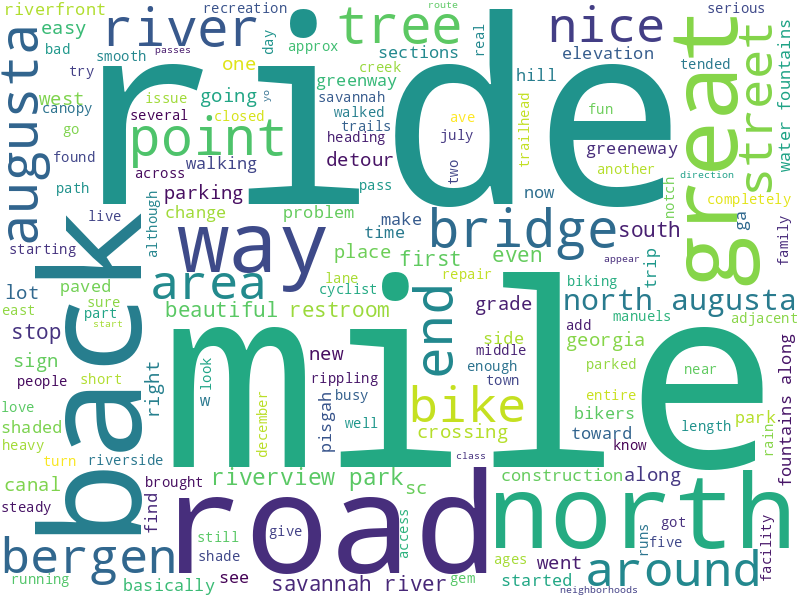 riverfront
recreation
route
serious
easy
river
day
passes
approx
real
tree
nice
bad
smooth
sections
elevation
tended
try
one
creek
greenway
hill
great
street
water fountains
augusta
west
canopy
issue
going
savannah
ride
go
several
closed
walked
trails
ave
trailhead
fun
found
point
heading
july
greeneway
across
walking
detour
two
another
path
parking
pass
now
notch
direction
live
although
change
problem
make
bridge
south
completely
ga
family
starting
way
time
place
first
even
appear
trip
back
area
lane
cyclist
repair
biking
lot
paved
sure
east
part
start
beautiful
restroom
end
grade
north augusta
add
manuels
adjacent
stop
sign
people
right
new
side
middle
enough
town
georgia
parked
near
fountains along
love
short
look
w
rippling
busy
mile
bike
entire
bikers
park
shaded
heavy
turn
riverside
december
pisgah
well
crossing
toward
length
know
rain
canal
steady
brought
find
riverview park
sc
class
construction
along
road
north
got
runs
five
bergen
still
shade
give
access
gem
ages
went
started
around
facility
running
basically
see
savannah river
neighborhoods